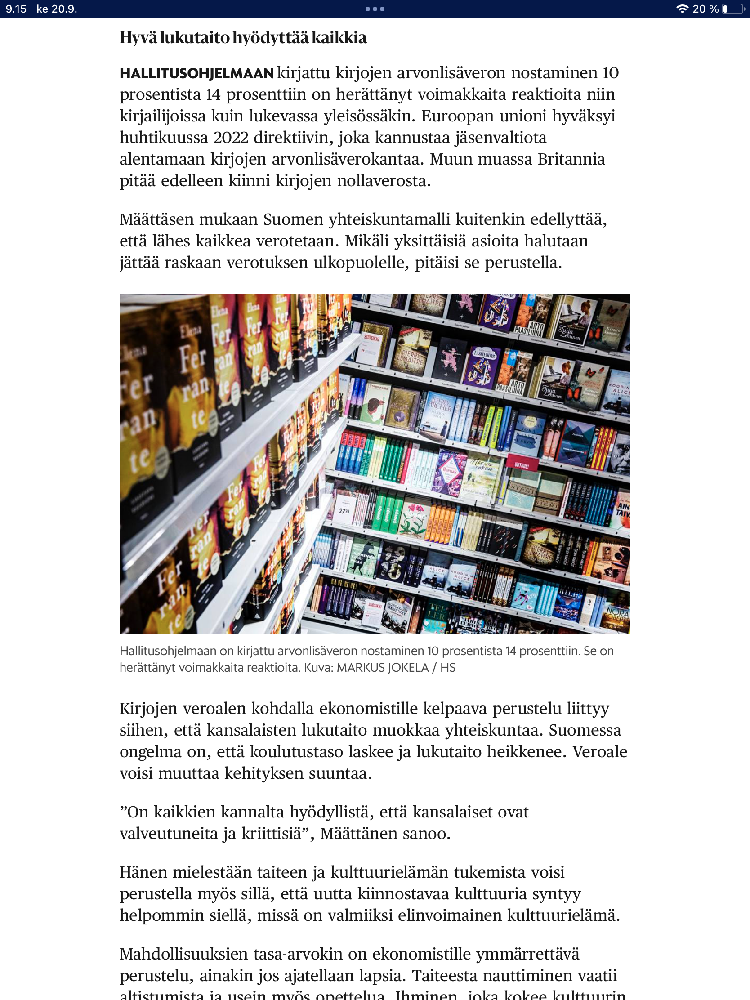 9.15 ke 20.9.
20 %
Hyvä lukutaito hyödyttää kaikkia
HALLITUSOHJELMAAN kirjattu kirjojen arvonlisäveron nostaminen 10
prosentista 14 prosenttiin on herättänyt voimakkaita reaktioita niin
kirjailijoissa kuin lukevassa yleisössäkin. Euroopan unioni hyväksyi
huhtikuussa 2022 direktiivin, joka kannustaa jäsenvaltiota
alentamaan kirjojen arvonlisäverokantaa. Muun muassa Britannia
pitää edelleen kiinni kirjojen nollaverosta.
Määttäsen mukaan Suomen yhteiskuntamalli kuitenkin edellyttää,
että lähes kaikkea verotetaan. Mikäli yksittäisiä asioita halutaan
jättää raskaan verotuksen ulkopuolelle, pitäisi se perustella.
Elena
Fer
ran
te
PIERRE
LEMAITRE
ARTO
PAASILINNA
Tuija
Lehtinen
SUOSIKKI
JEFFREY
ARCHER
HAIG
UUTUUS!
NIEMI
2795
SÖMNÖ
KOODINIMI
ALICE
NORA
ROBERTS
Hallitusohjelmaan on kirjattu arvonlisäveron nostaminen 10 prosentista 14 prosenttiin. Se on
herättänyt voimakkaita reaktioita. Kuva: MARKUS JOKELA / HS
Kirjojen veroalen kohdalla ekonomistille kelpaava perustelu liittyy
siihen, että kansalaisten lukutaito muokkaa yhteiskuntaa. Suomessa
ongelma on, että koulutustaso laskee ja lukutaito heikkenee. Veroale
voisi muuttaa kehityksen suuntaa.
”On kaikkien kannalta hyödyllistä, että kansalaiset ovat
valveutuneita ja kriittisiä”, Määttänen sanoo.
Hänen mielestään taiteen ja kulttuurielämän tukemista voisi
perustella myös sillä, että uutta kiinnostavaa kulttuuria syntyy
helpommin siellä, missä on valmiiksi elinvoimainen kulttuurielämä.
Mahdollisuuksien tasa-arvokin on ekonomistille ymmärrettävä
perustelu, ainakin jos ajatellaan lapsia. Taiteesta nauttiminen vaatii
altistumista ja usein myös opettelua. Ihminen, joka kokee kulttuurin